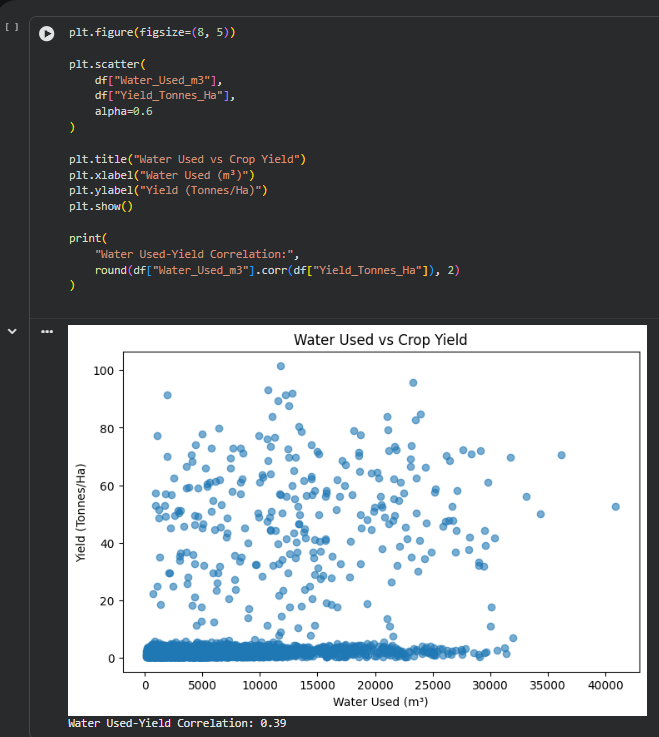 [ ]
plt.figure(figsize=(8, 5))
plt.scatter(
df["Water_Used_m3"],
df["Yield_Tonnes_Ha"],
alpha=0.6
)
plt.title("Water Used vs Crop Yield")
plt.xlabel("Water Used (m³)")
plt.ylabel("Yield (Tonnes/Ha)")
plt.show()
print(
"Water Used-Yield Correlation:",
round(df["Water_Used_m3"].corr(df["Yield_Tonnes_Ha"]), 2)
)
Water Used vs Crop Yield
100
80
60
40
20
0
Yield (Tonnes/Ha)
0 5000 10000 15000 20000 25000 30000 35000 40000
Water Used (m³)
Water Used-Yield Correlation: 0.39